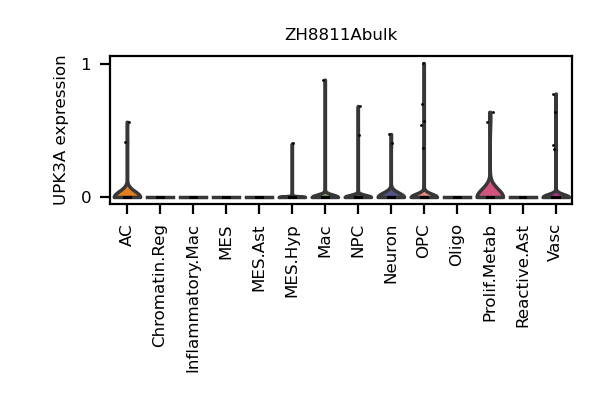 ZH8811Abulk
UPK3A expression
1
0
AC
Chromatin.Reg
Inflammatory.Mac
MES
MES.Ast
MES.Hyp
Mac
NPC
Neuron
OPC
Oligo
Prolif.Metab
Reactive.Ast
Vasc